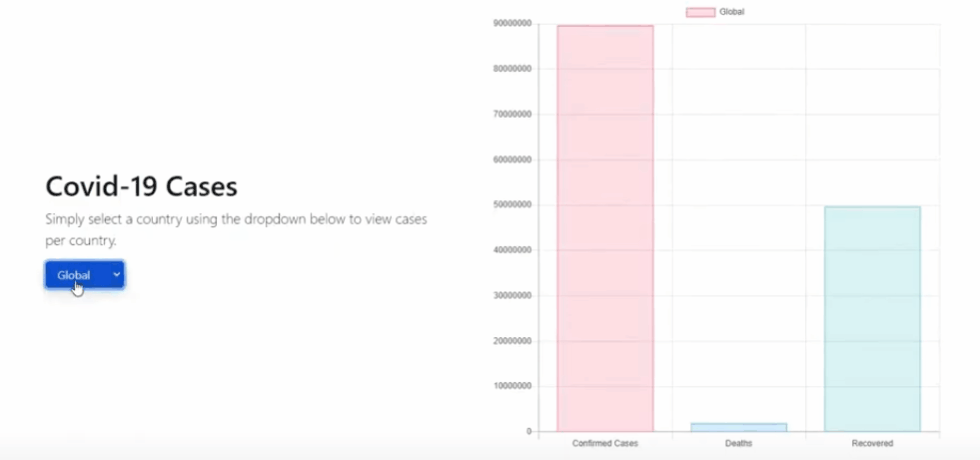 Covid-19 Cases
Simply select a country using the dropdown below to view cases
per country.
Global
Global
90000000
80000000
70000000
60000000
50000000
40000000
30000000
20000000
10000000
0
Confirmed Cases
Deaths
Recovered